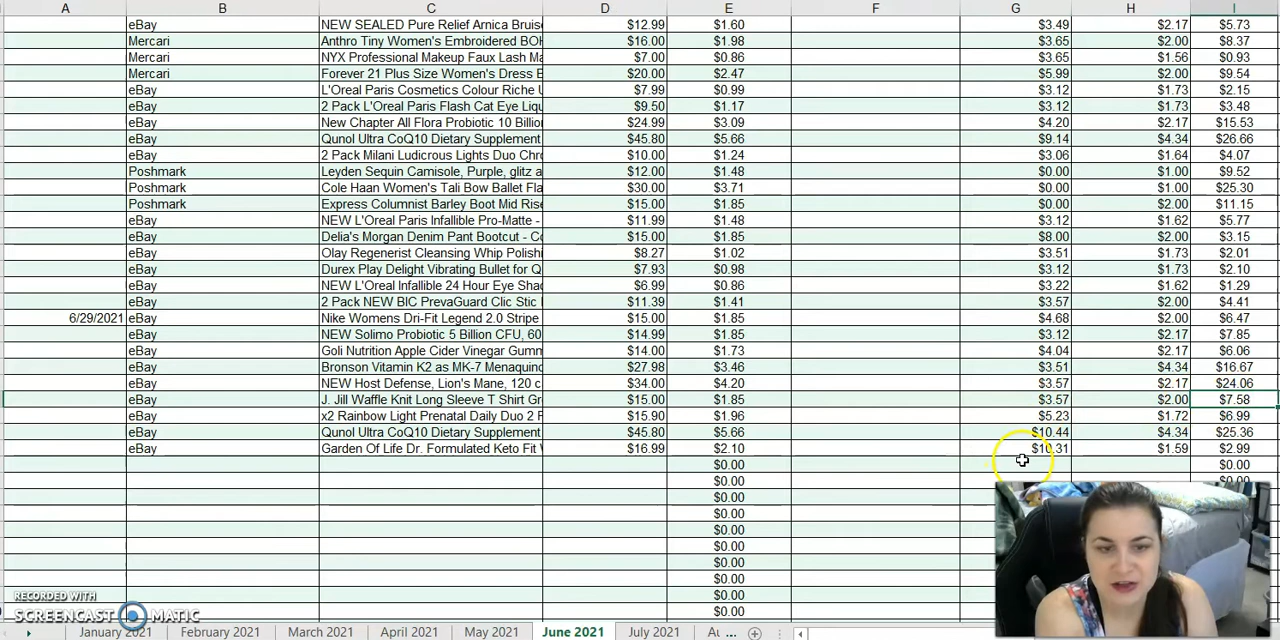 A B C D E F G H I
eBay NEW SEALED Pure Relief Arnica Bruis $12.99 $1.60 $3.49 $2.17 $5.73
Mercari Anthro Tiny Women's Embroidered BOH $16.00 $1.98 $3.65 $2.00 $8.37
Mercari NYX Professional Makeup Faux Lash Ma $7.00 $0.86 $3.65 $1.56 $0.93
Mercari Forever 21 Plus Size Women's Dress E $20.00 $2.47 $5.99 $2.00 $9.54
eBay L'Oreal Paris Cosmetics Colour Riche U $7.99 $0.99 $3.12 $1.73 $2.15
eBay 2 Pack L'Oreal Paris Flash Cat Eye Liqu $9.50 $1.17 $3.12 $1.73 $3.48
eBay New Chapter All Flora Probiotic 10 Billio $24.99 $3.09 $4.20 $2.17 $15.53
eBay Qunol Ultra CoQ10 Dietary Supplement $45.80 $5.66 $9.14 $4.34 $26.66
eBay 2 Pack Milani Ludicrous Lights Duo Chr $10.00 $1.24 $3.06 $1.64 $4.07
Poshmark Leyden Sequin Camisole, Purple, glitz a $12.00 $1.48 $0.00 $1.00 $9.52
Poshmark Cole Haan Women's Tali Bow Ballet Fla $30.00 $3.71 $0.00 $1.00 $25.30
Poshmark Express Columnist Barley Boot Mid Rise $15.00 $1.85 $0.00 $2.00 $11.15
eBay NEW L'Oreal Paris Infallible Pro-Matte - $11.99 $1.48 $3.12 $1.62 $5.77
eBay Delia's Morgan Denim Pant Bootcut - Co $15.00 $1.85 $8.00 $2.00 $3.15
eBay Olay Regenerist Cleansing Whip Polishi $8.27 $1.02 $3.51 $1.73 $2.01
eBay Durex Play Delight Vibrating Bullet for Q $7.93 $0.98 $3.12 $1.73 $2.10
eBay NEW L'Oreal Infallible 24 Hour Eye Sha $6.99 $0.86 $3.22 $1.62 $1.29
eBay 2 Pack NEW BIC PrevaGuard Clic Stic $11.39 $1.41 $3.57 $2.00 $4.41
6/29/2021 eBay Nike Womens Dri-Fit Legend 2.0 Stripe $15.00 $1.85 $4.68 $2.00 $6.47
eBay NEW Solimo Probiotic 5 Billion CFU, 60 $14.99 $1.85 $3.12 $2.17 $7.85
eBay Goli Nutrition Apple Cider Vinegar Gumm $14.00 $1.73 $4.04 $2.17 $6.06
eBay Bronson Vitamin K2 as MK-7 Menaquino $27.98 $3.46 $3.51 $4.34 $16.67
eBay NEW Host Defense, Lion's Mane, 120 c $34.00 $4.20 $3.57 $2.17 $24.06
eBay J. Jill Waffle Knit Long Sleeve T Shirt Gr $15.00 $1.85 $3.57 $2.00 $7.58
eBay x2 Rainbow Light Prenatal Daily Duo 2 F $15.90 $1.96 $5.23 $1.72 $6.99
eBay Qunol Ultra CoQ10 Dietary Supplement $45.80 $5.66 $10.44 $4.34 $25.36
eBay Garden Of Life Dr. Formulated Keto Fit $16.99 $2.10 $10.31 $1.59 $2.99
$0.00 $0.00
$0.00 $0.00
$0.00
$0.00
$0.00
$0.00
$0.00
$0.00
$0.00
$0.00
RECORDED WITH
SCREENCAST MATIC
January 2021 February 2021 March 2021 April 2021 May 2021 June 2021 July 2021 Au ...